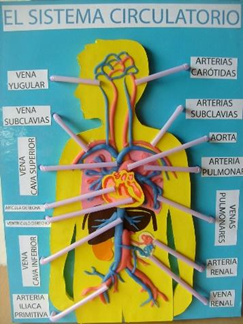 EL SISTEMA CIRCULATORIO
VENA
YUGULAR
VENA
SUBCLAVIAS
VENA
CAVA SUPERIOR
VENA
CAVA INFERIOR
ARTERIA
ILIACA
PRIMITIVA
ARTERIAS
CARÓTIDAS
ARTERIAS
SUBCLAVIAS
AORTA
ARTERIA
PULMONAR
VENAS
PULMONARES
ARTERIA
RENAL
VENA
RENAL